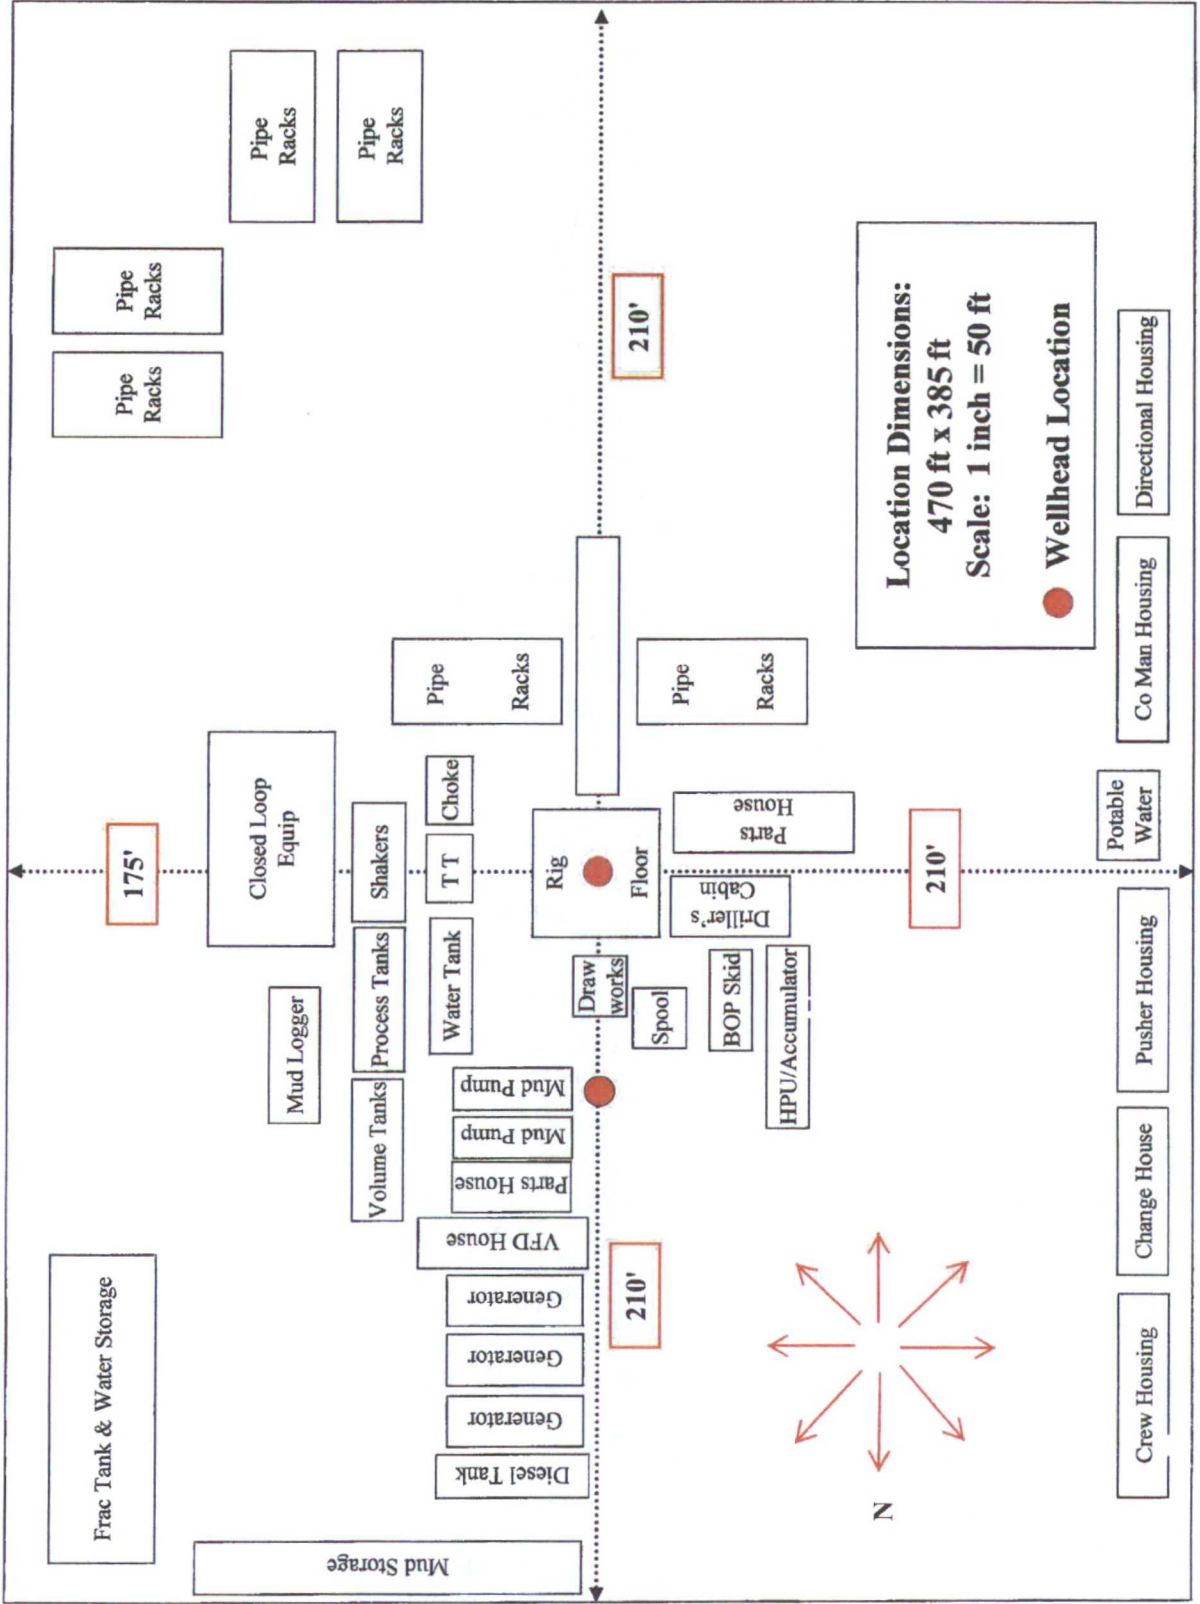 Frac Tank & Water Storage
Mud Storage
Diesel Tank
Generator
Generator
Generator
VFD House
Parts House
Mud Pump
Mud Pump
Volume Tanks
Process Tanks
Shakers
Mud Logger
Closed Loop
Equip
Water Tank
T T
Choke
175'
Pipe
Racks
Pipe
Racks
Pipe
Racks
Pipe
Racks
Pipe
Racks
Pipe
Racks
Rig
Floor
Draw
works
Spool
BOP Skid
HPU/Accumulator
Driller's
Cabin
Parts
House
210'
210'
210'
N
Location Dimensions:
470 ft x 385 ft
Scale: 1 inch = 50 ft
Wellhead Location
Crew Housing
Change House
Pusher Housing
Potable
Water
Co Man Housing
Directional Housing